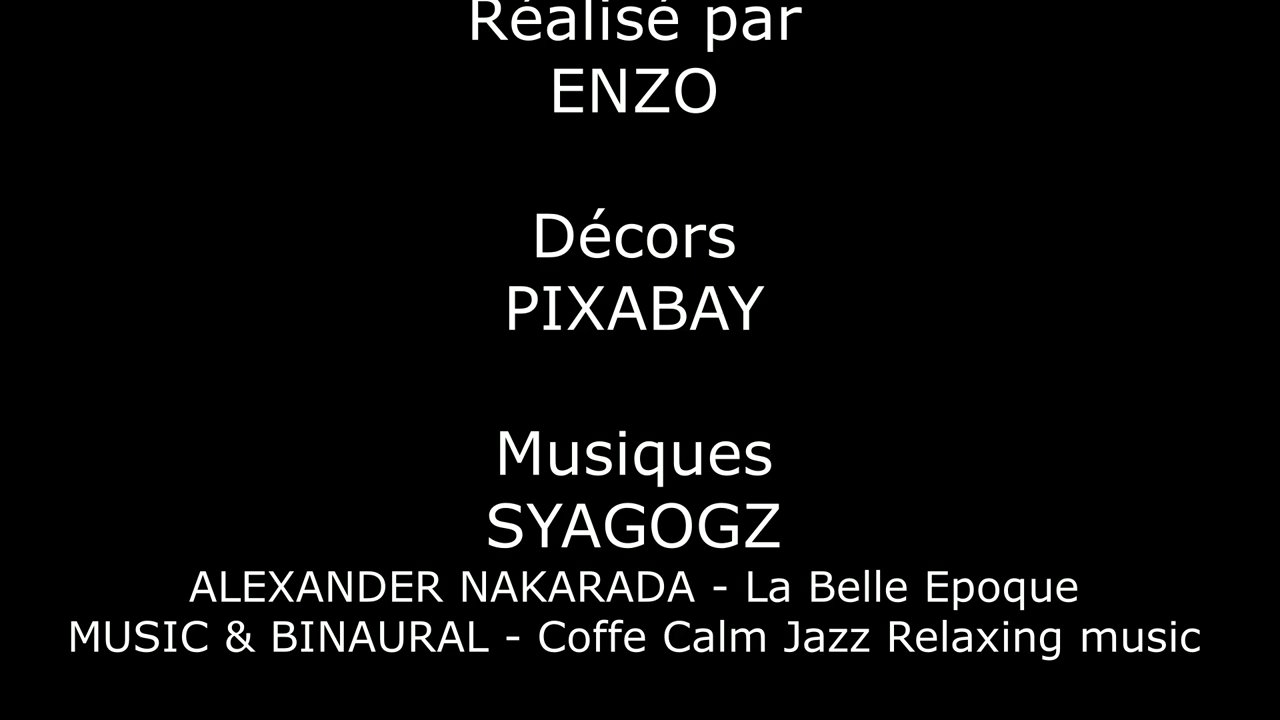 Réalisé par
ENZO
Décors
PIXABAY
Musiques
SYAGOGZ
ALEXANDER NAKARADA - La Belle Epoque
MUSIC & BINAURAL - Coffe Calm Jazz Relaxing music